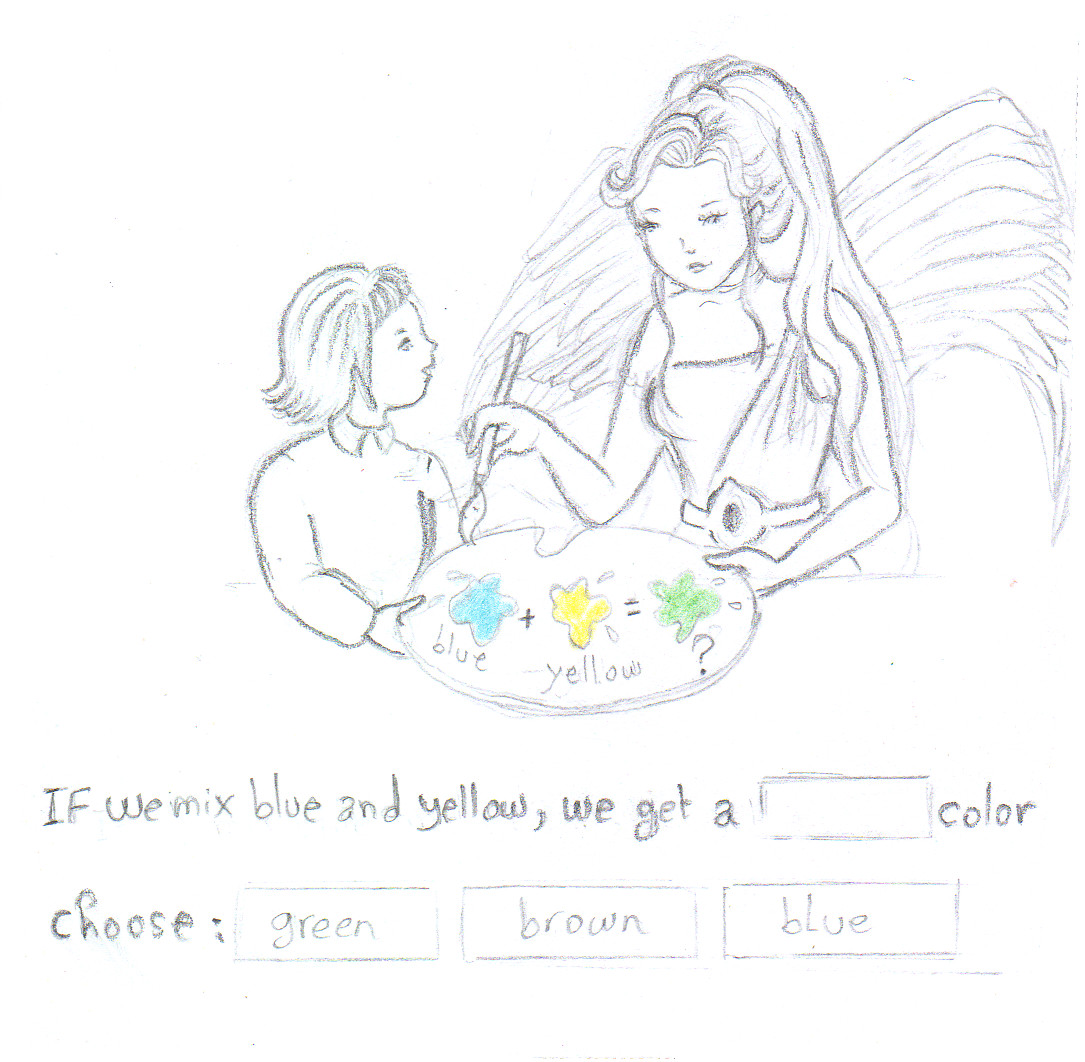 + =
blue yellow ?
IF we mix blue and yellow, we get a color
choose: green brown blue